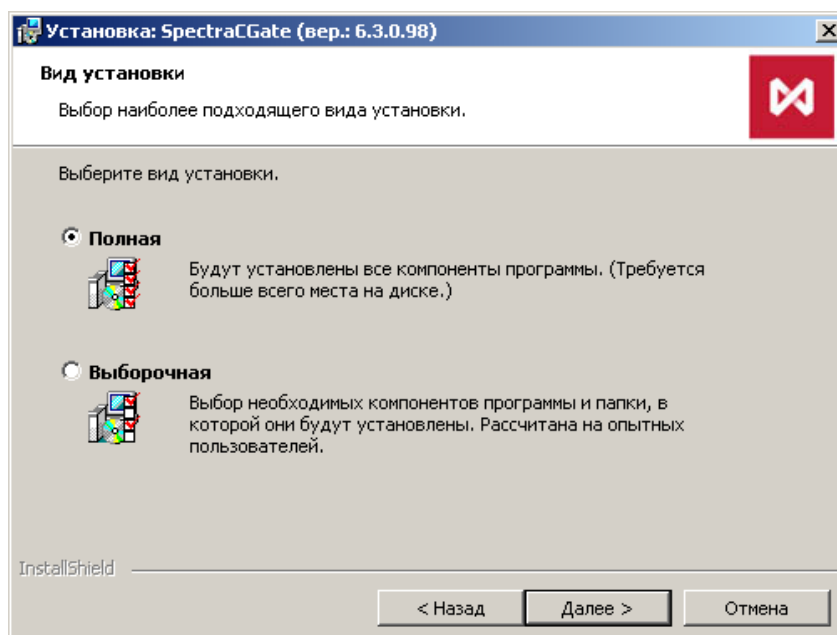 Установка: SpectraCGate (вер.: 6.3.0.98)
Вид установки
Выбор наиболее подходящего вида установки.
Выберите вид установки.
Полная
Будут установлены все компоненты программы. (Требуется
больше всего места на диске.)
Выборочная
Выбор необходимых компонентов программы и папки, в
которой они будут установлены. Рассчитана на опытных
пользователей.
InstallShield
< Назад
Далее >
Отмена